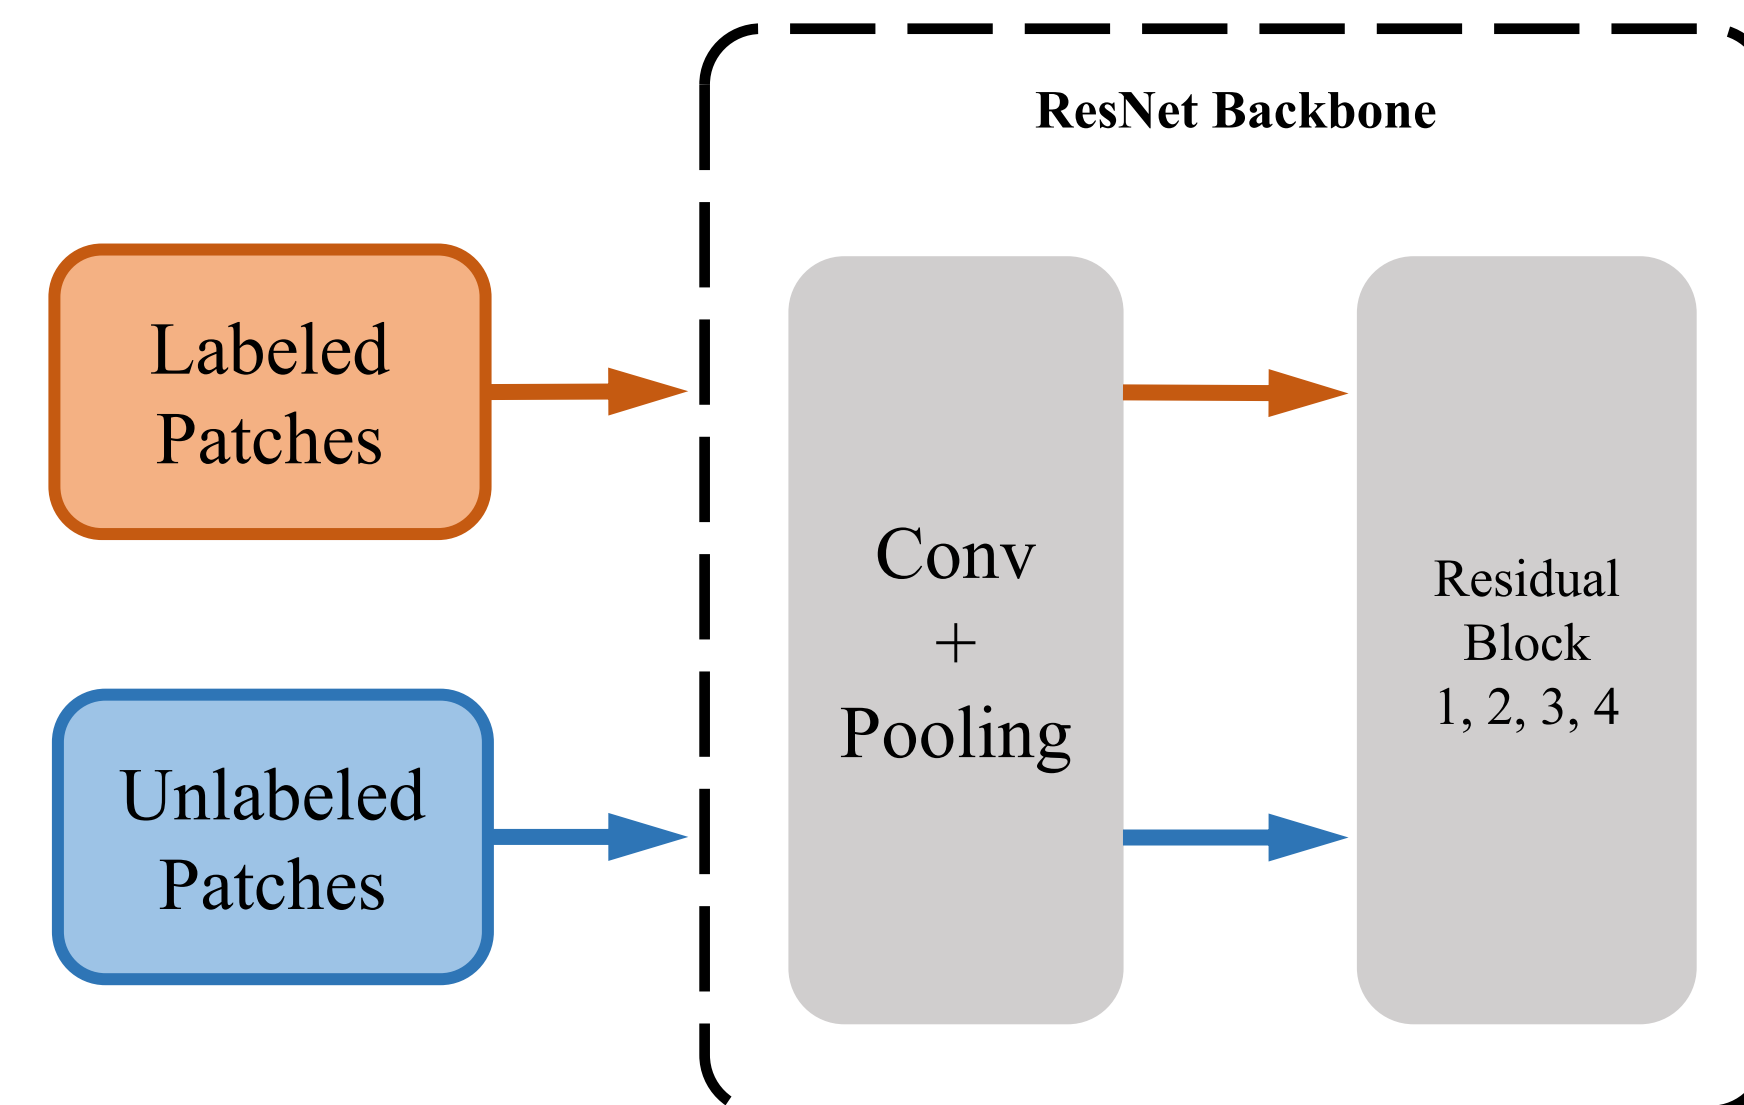 ResNet Backbone
Labeled
Patches
Unlabeled
Patches
Conv
+
Pooling
Residual
Block
1, 2, 3, 4